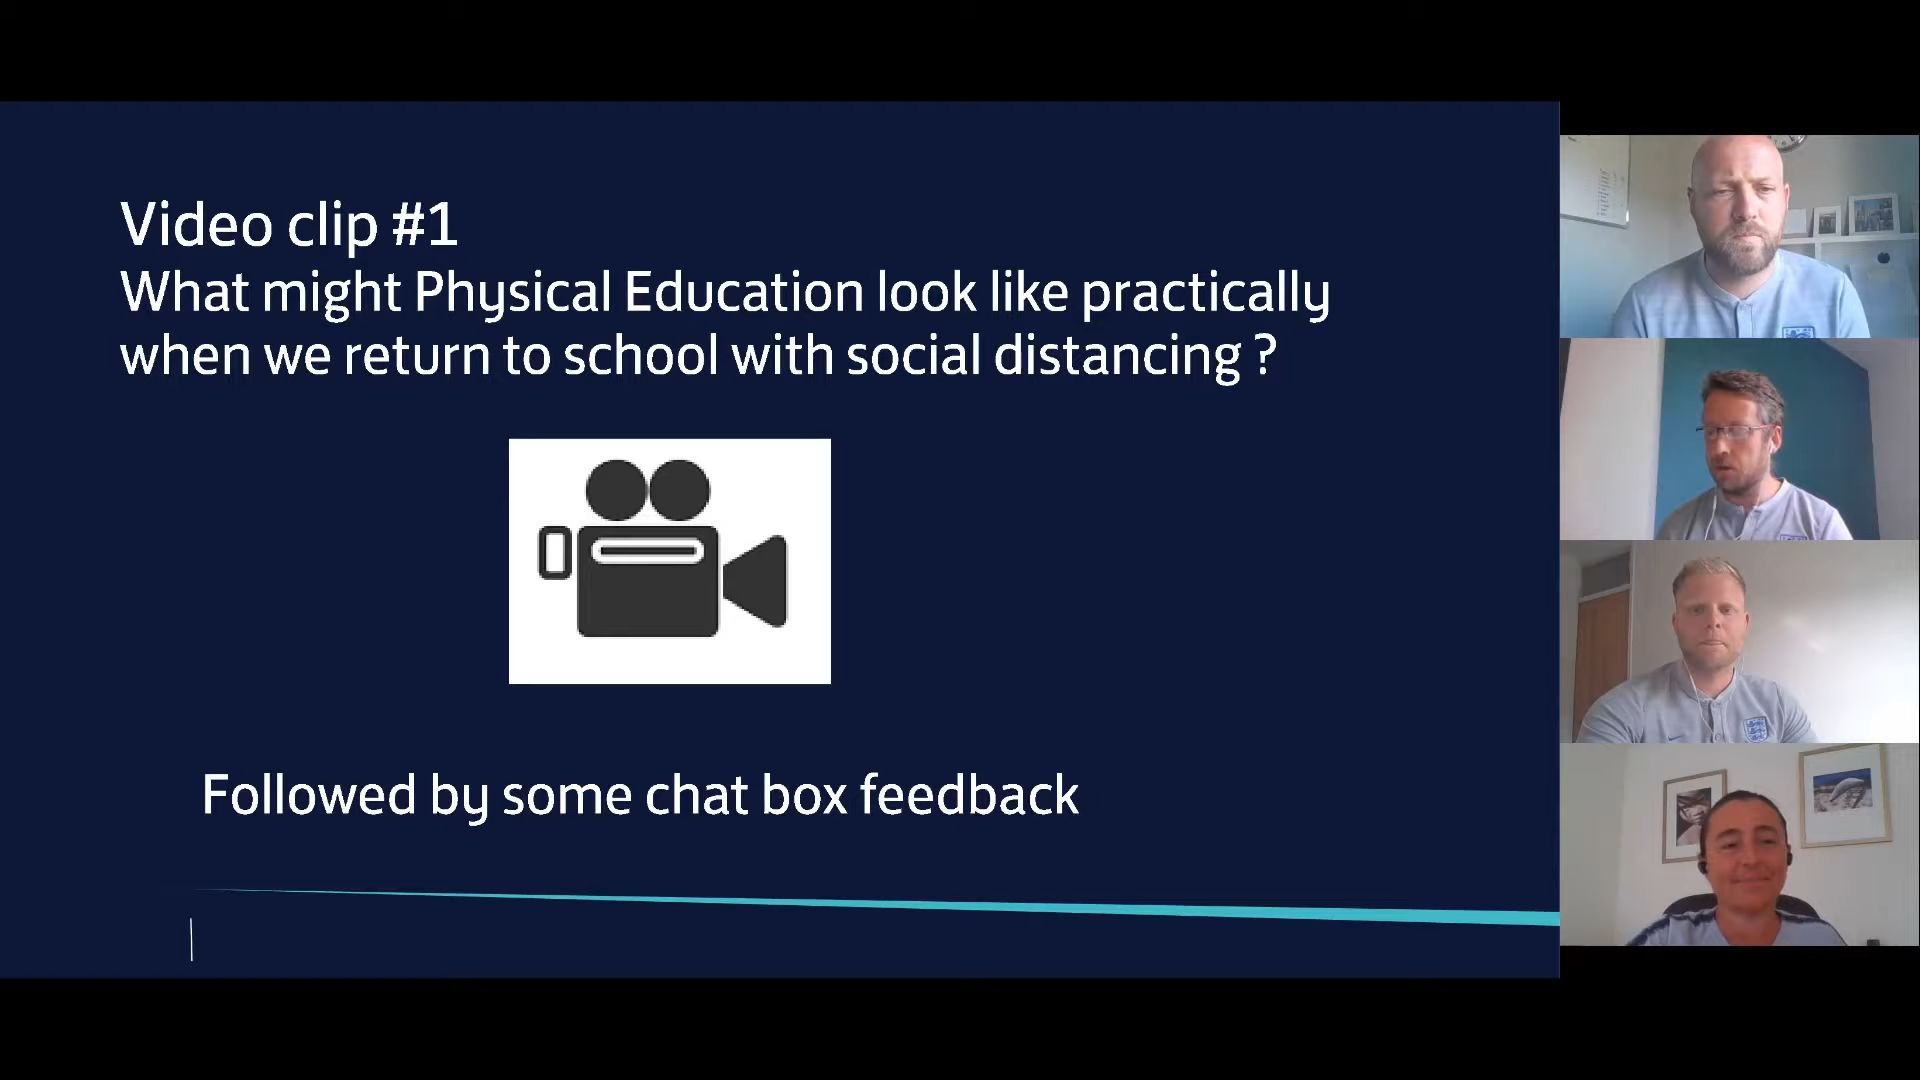 Video clip #1
What might Physical Education look like practically
when we return to school with social distancing ?
Followed by some chat box feedback